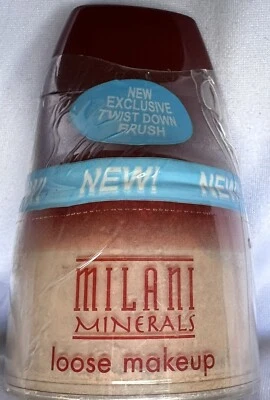 NEW
EXCLUSIVE
TWIST DOWN
BRUSH
NEW! NEW
MILANI
MINERALS
loose makeup